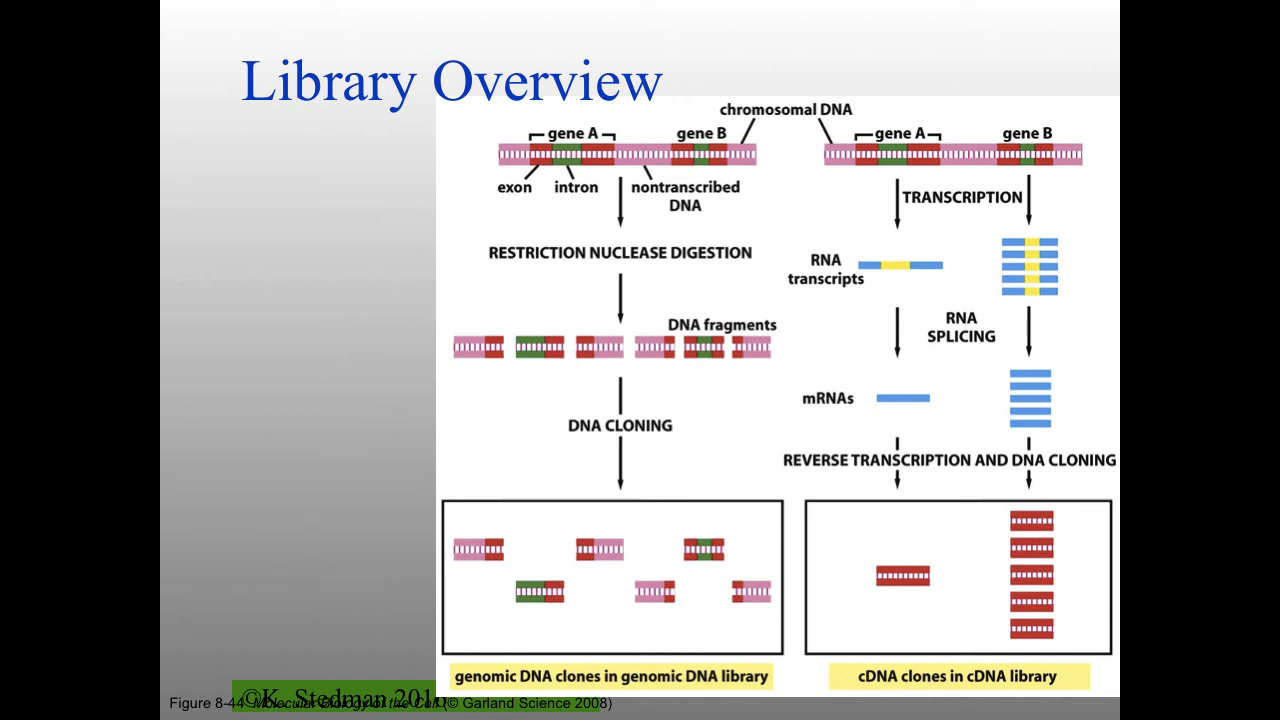 Library Overview
chromosomal DNA
gene A
gene B
gene A
gene B
exon
intron
nontranscribed
DNA
TRANSCRIPTION
RESTRICTION NUCLEASE DIGESTION
RNA
transcripts
DNA fragments
RNA
SPLICING
mRNAs
DNA CLONING
REVERSE TRANSCRIPTION AND DNA CLONING
genomic DNA clones in genomic DNA library
cDNA clones in cDNA library
©K. Stedman 2016
Figure 8-44 Molecular Biology of the Cell (© Garland Science 2008)